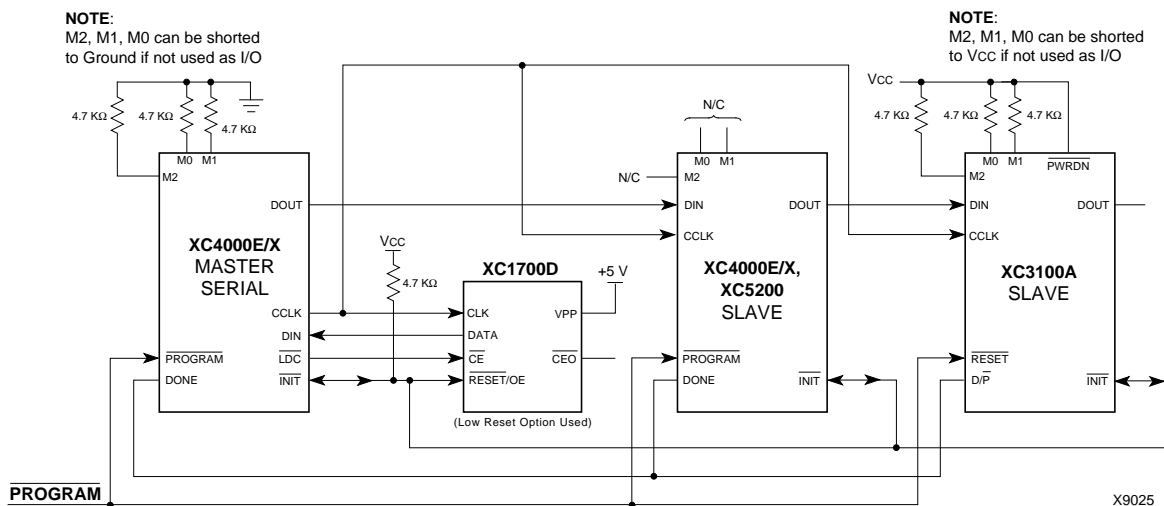 NOTE:
M2, M1, M0 can be shorted
to Ground if not used as I/O
NOTE:
M2, M1, M0 can be shorted
to VCC if not used as I/O
4.7 KΩ
4.7 KΩ
4.7 KΩ
M0 M1
M2
DOUT
XC4000E/X
MASTER
SERIAL
CCLK
DIN
PROGRAM
LDC
DONE
INIT
VCC
4.7 KΩ
XC1700D
+5 V
CLK
VPP
DATA
CE
CEO
RESET/OE
(Low Reset Option Used)
N/C
M0 M1
N/C
M2
DIN
DOUT
CCLK
XC4000E/X,
XC5200
SLAVE
PROGRAM
DONE
INIT
VCC
4.7 KΩ
4.7 KΩ
4.7 KΩ
M0 M1
PWRDN
M2
DIN
DOUT
CCLK
XC3100A
SLAVE
RESET
D/P
INIT
PROGRAM
X9025